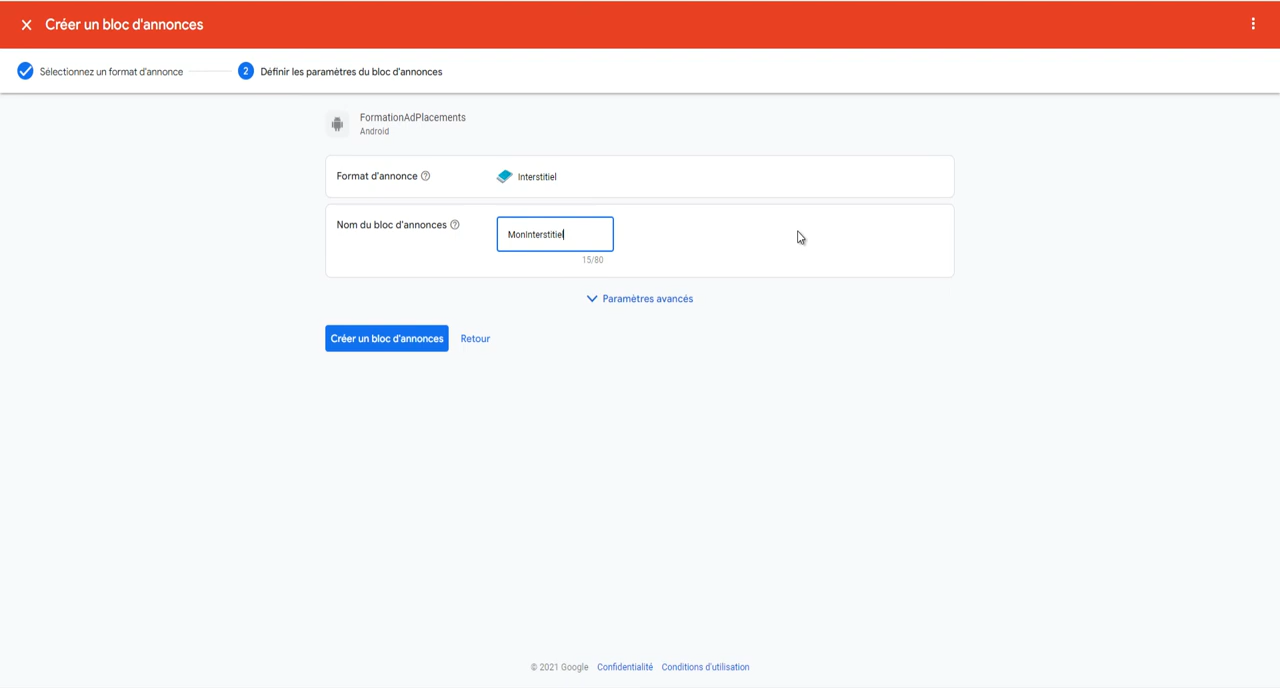 Créer un bloc d'annonces
Sélectionnez un format d'annonce
2 Définir les paramètres du bloc d'annonces
FormationAdPlacements
Android
Format d'annonce Interstitiel
Nom du bloc d'annonces MonInterstitiel
15/80
Paramètres avancés
Créer un bloc d'annonces Retour
© 2021 Google Confidentialité Conditions d'utilisation